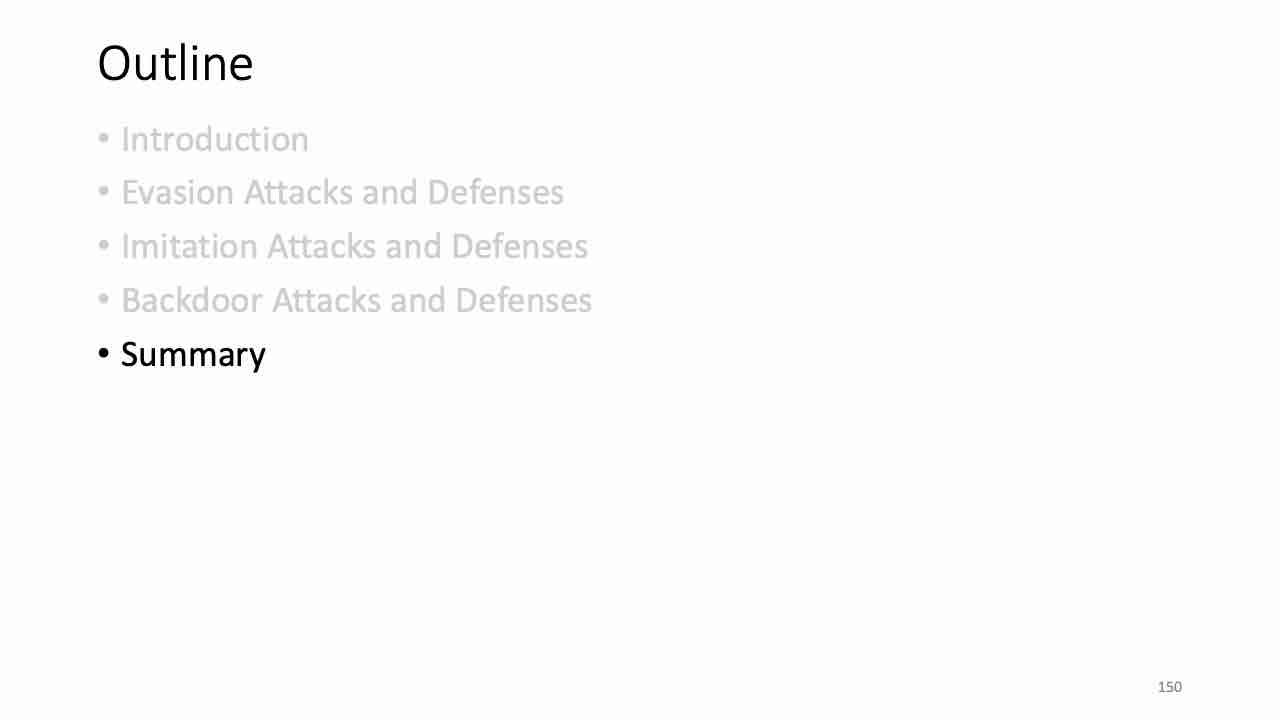 Outline
• Introduction
• Evasion Attacks and Defenses
• Imitation Attacks and Defenses
• Backdoor Attacks and Defenses
• Summary
150